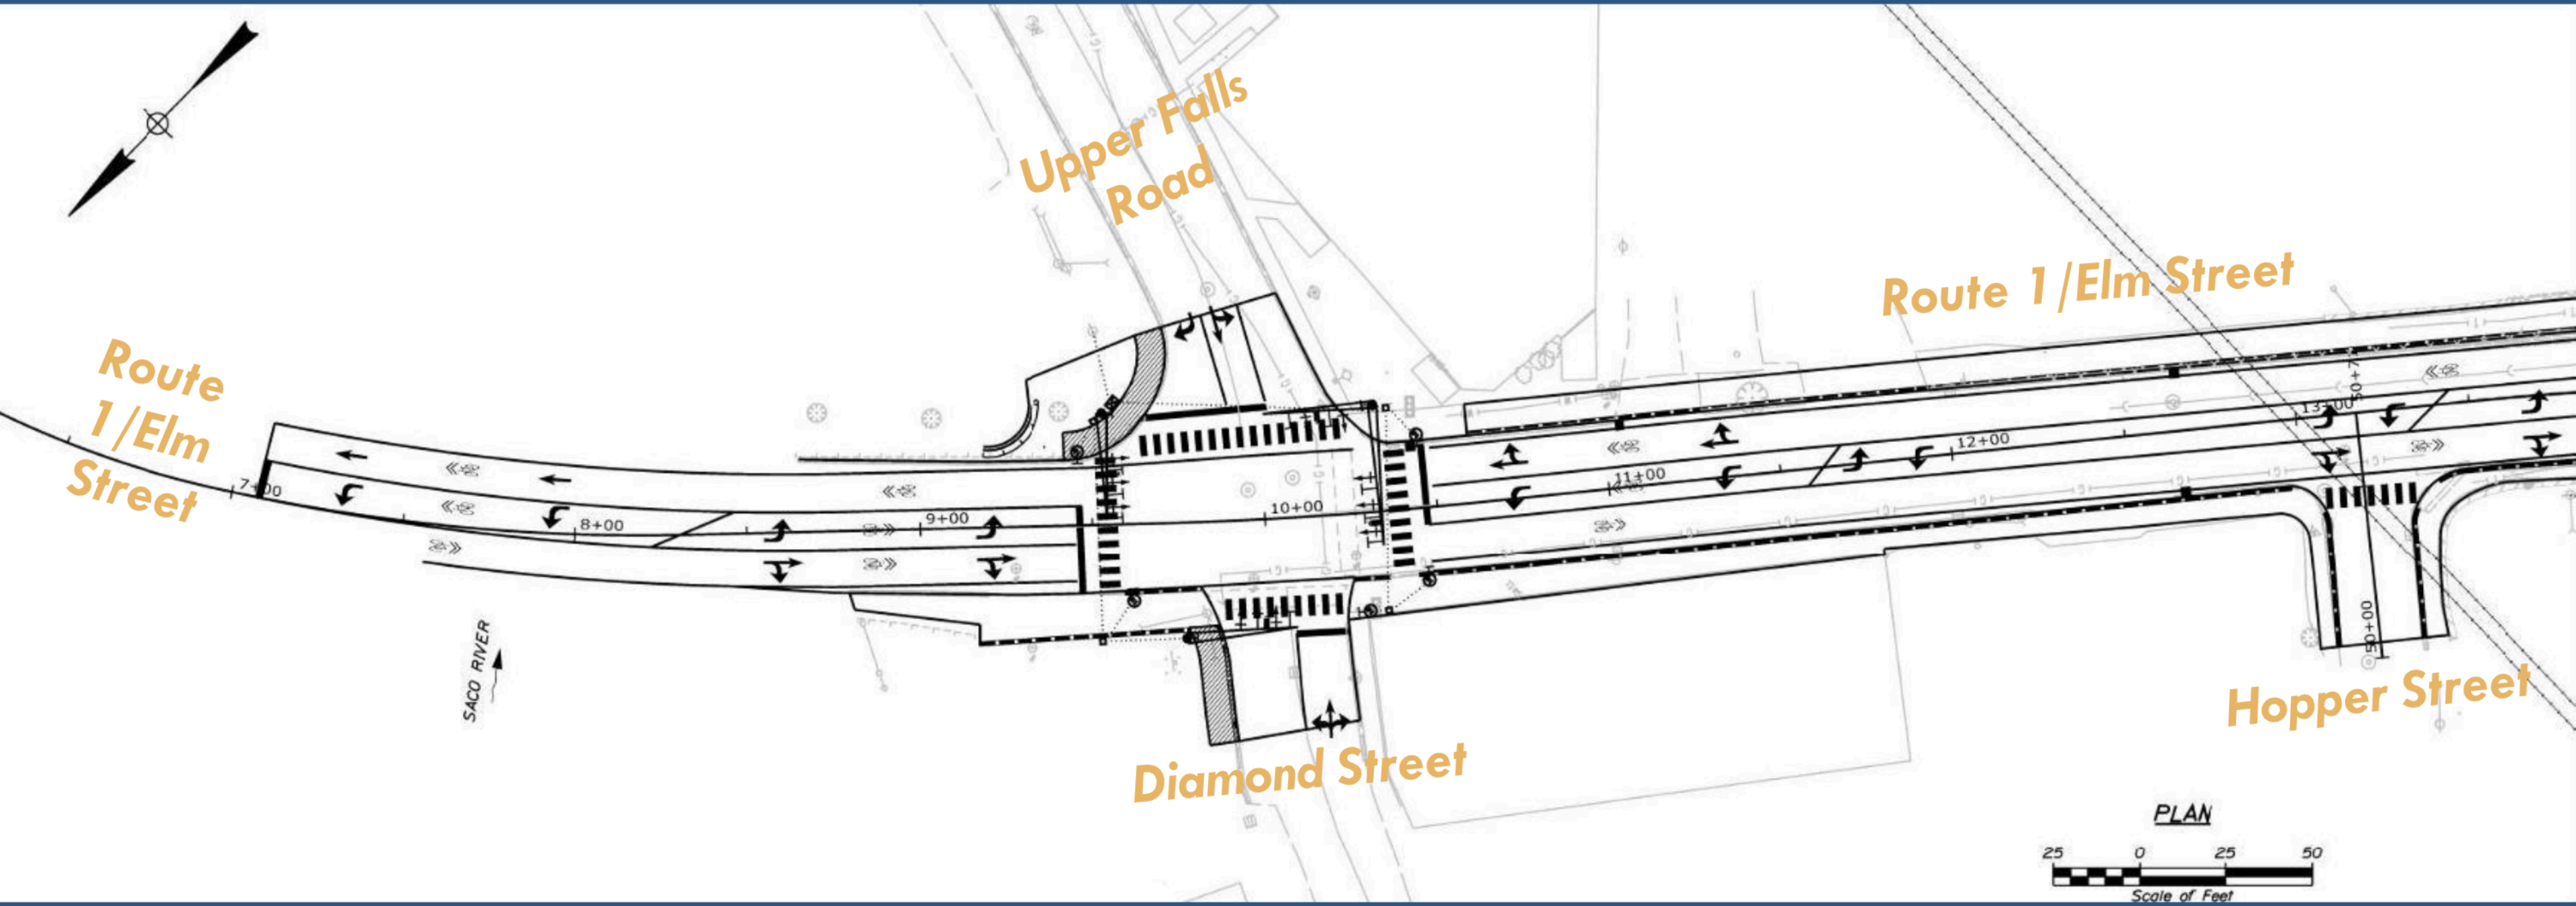 Upper Falls
Road
Route 1/Elm Street
Route
1/Elm
Street
7+00
8+00
9+00
10+00
11+00
12+00
13+00
50+00
SACO RIVER
Diamond Street
Hopper Street
PLAN
25 0 25 50
Scale of Feet